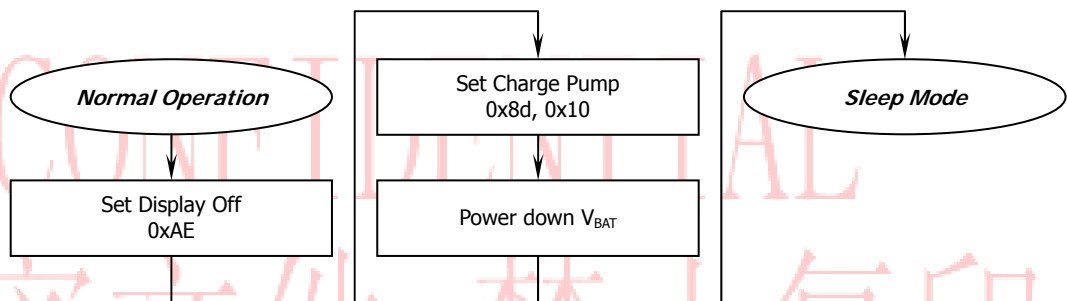 Normal Operation
Set Display Off
0xAE
Set Charge Pump
0x8d, 0x10
Power down VBAT
Sleep Mode
CONFIDENTIAL